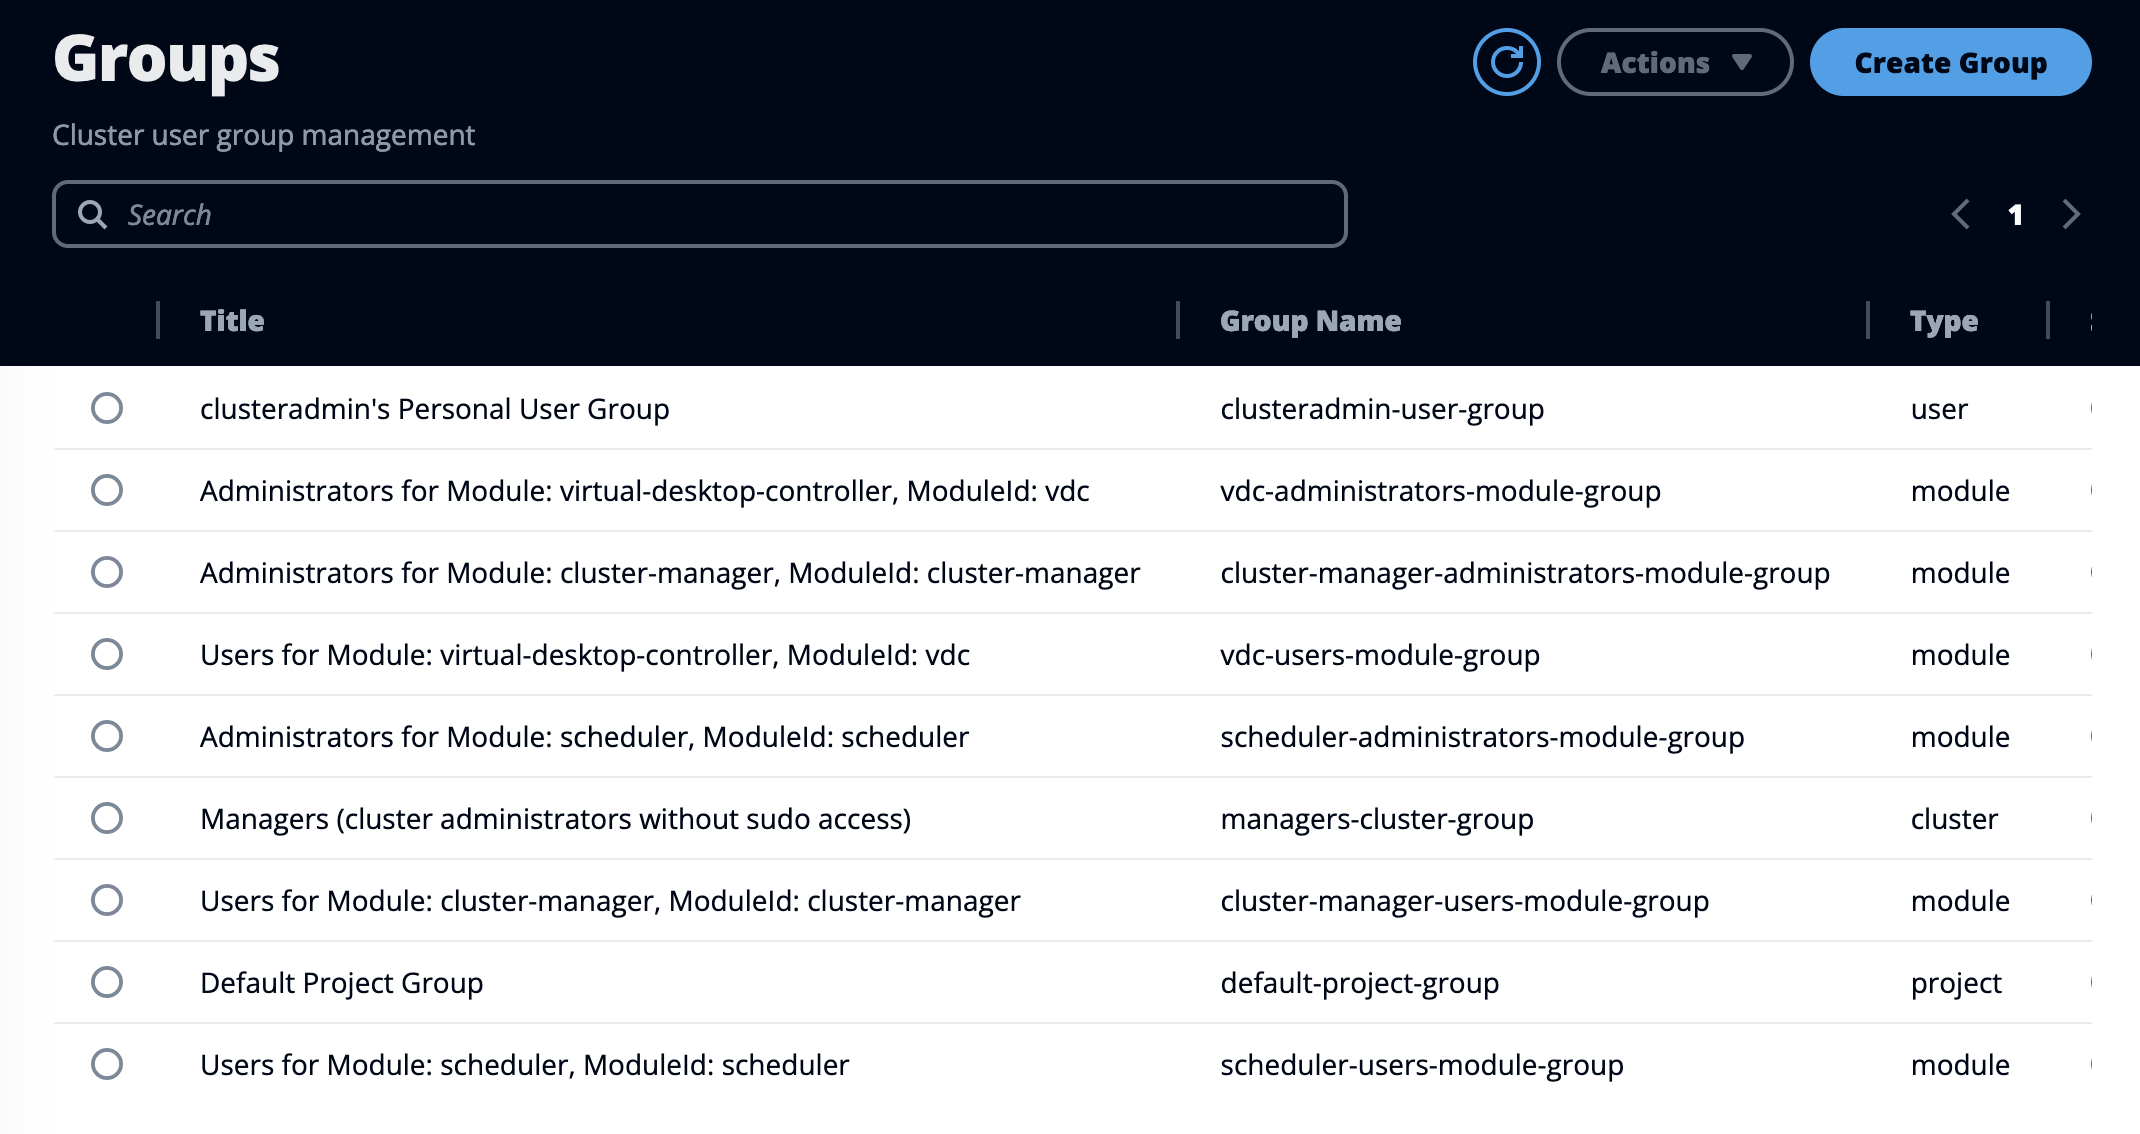 Groups
Actions
Create Group
Cluster user group management
Search
1
Title Group Name Type
clusteradmin's Personal User Group clusteradmin-user-group user
Administrators for Module: virtual-desktop-controller, ModuleId: vdc vdc-administrators-module-group module
Administrators for Module: cluster-manager, ModuleId: cluster-manager cluster-manager-administrators-module-group module
Users for Module: virtual-desktop-controller, ModuleId: vdc vdc-users-module-group module
Administrators for Module: scheduler, ModuleId: scheduler scheduler-administrators-module-group module
Managers (cluster administrators without sudo access) managers-cluster-group cluster
Users for Module: cluster-manager, ModuleId: cluster-manager cluster-manager-users-module-group module
Default Project Group default-project-group project
Users for Module: scheduler, ModuleId: scheduler scheduler-users-module-group module